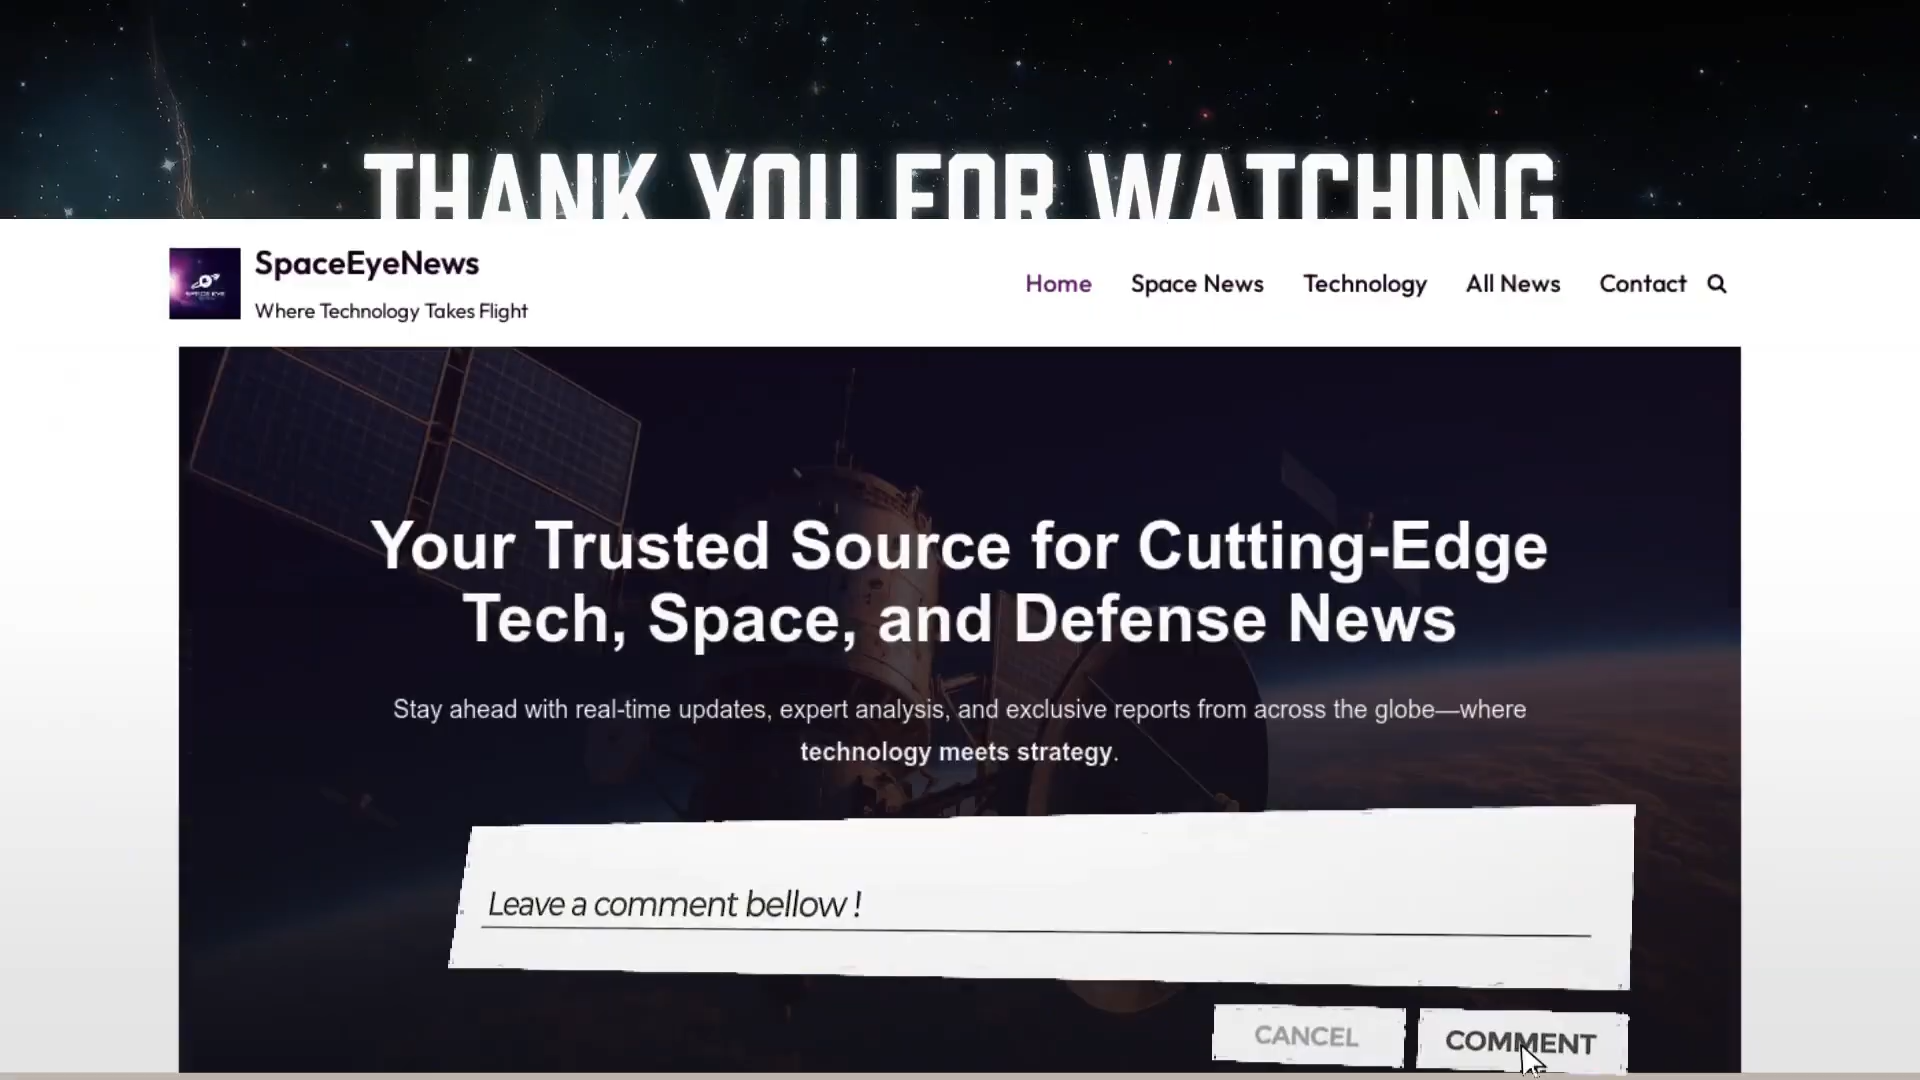 THANK YOU FOR WATCHING
SpaceEyeNews
Where Technology Takes Flight
Home Space News Technology All News Contact
Your Trusted Source for Cutting-Edge
Tech, Space, and Defense News
Stay ahead with real-time updates, expert analysis, and exclusive reports from across the globe—where
technology meets strategy.
Leave a comment bellow !
CANCEL COMMENT